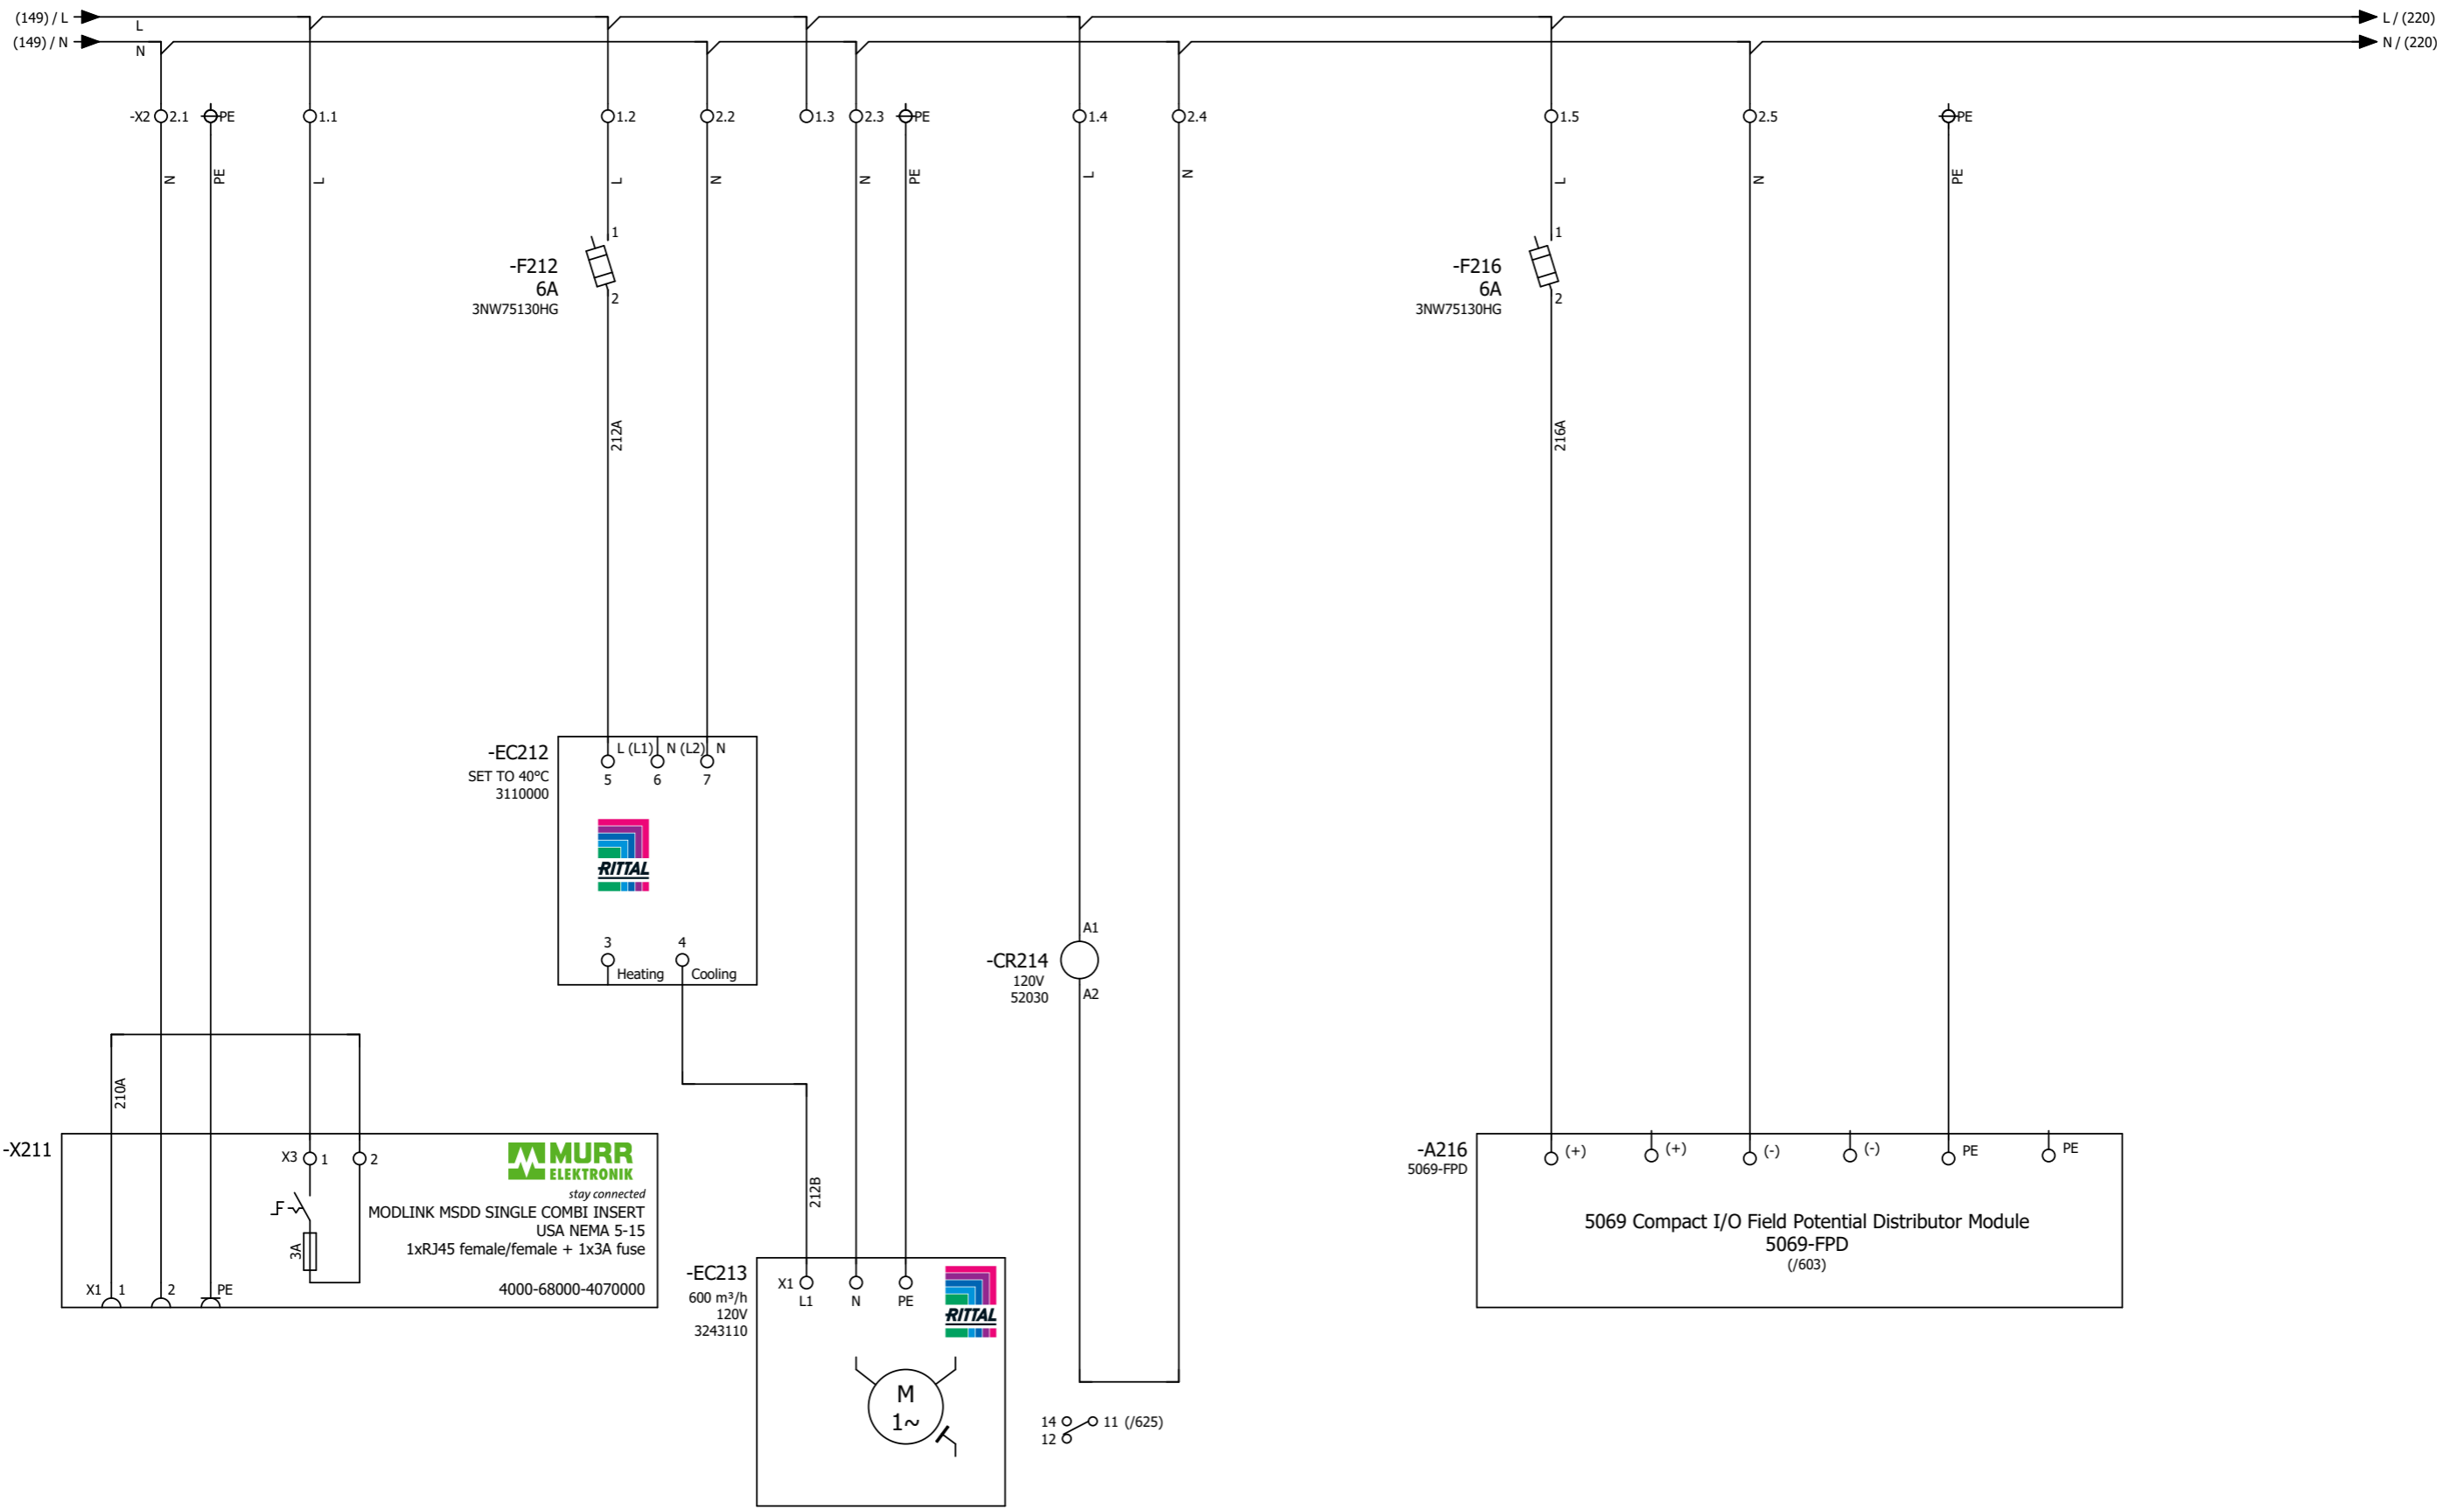 (149) / L
L
L / (220)
(149) / N
N
N / (220)
-X2 2.1 PE 1.1 1.2 2.2 1.3 2.3 PE 1.4 2.4 1.5 2.5 PE
N PE L L N N PE L N L N PE
-F212
6A
3NW75130HG
1
2
-F216
6A
3NW75130HG
1
2
212A
216A
-EC212
SET TO 40°C
3110000
L (L1) N (L2) N
5 6 7
RITTAL
3 4
Heating Cooling
-CR214
120V
52030
A1
A2
210A
212B
-X211
X3 1 2
MURR
ELEKTRONIK
stay connected
MODLINK MSDD SINGLE COMBI INSERT
USA NEMA 5-15
1xRJ45 female/female + 1x3A fuse
3A
4000-68000-4070000
X1 1 2 PE
-EC213
600 m³/h
120V
3243110
X1
L1 N PE
RITTAL
M
1~
14 11 (/625)
12
-A216
5069-FPD
(+) (+) (-) (-) PE PE
5069 Compact I/O Field Potential Distributor Module
5069-FPD
(/603)